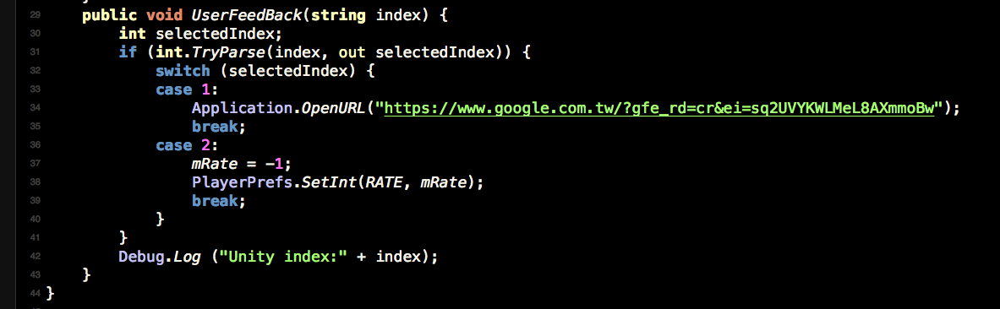 29 public void UserFeedBack(string index) {
30 int selectedIndex;
31 if (int.TryParse(index, out selectedIndex)) {
32 switch (selectedIndex) {
33 case 1:
34 Application.OpenURL("https://www.google.com.tw/?gfe_rd=cr&ei=sq2UVYKWLMeL8AXmmoBw");
35 break;
36 case 2:
37 mRate = -1;
38 PlayerPrefs.SetInt(RATE, mRate);
39 break;
40 }
41 }
42 Debug.Log ("Unity index:" + index);
43 }
44 }